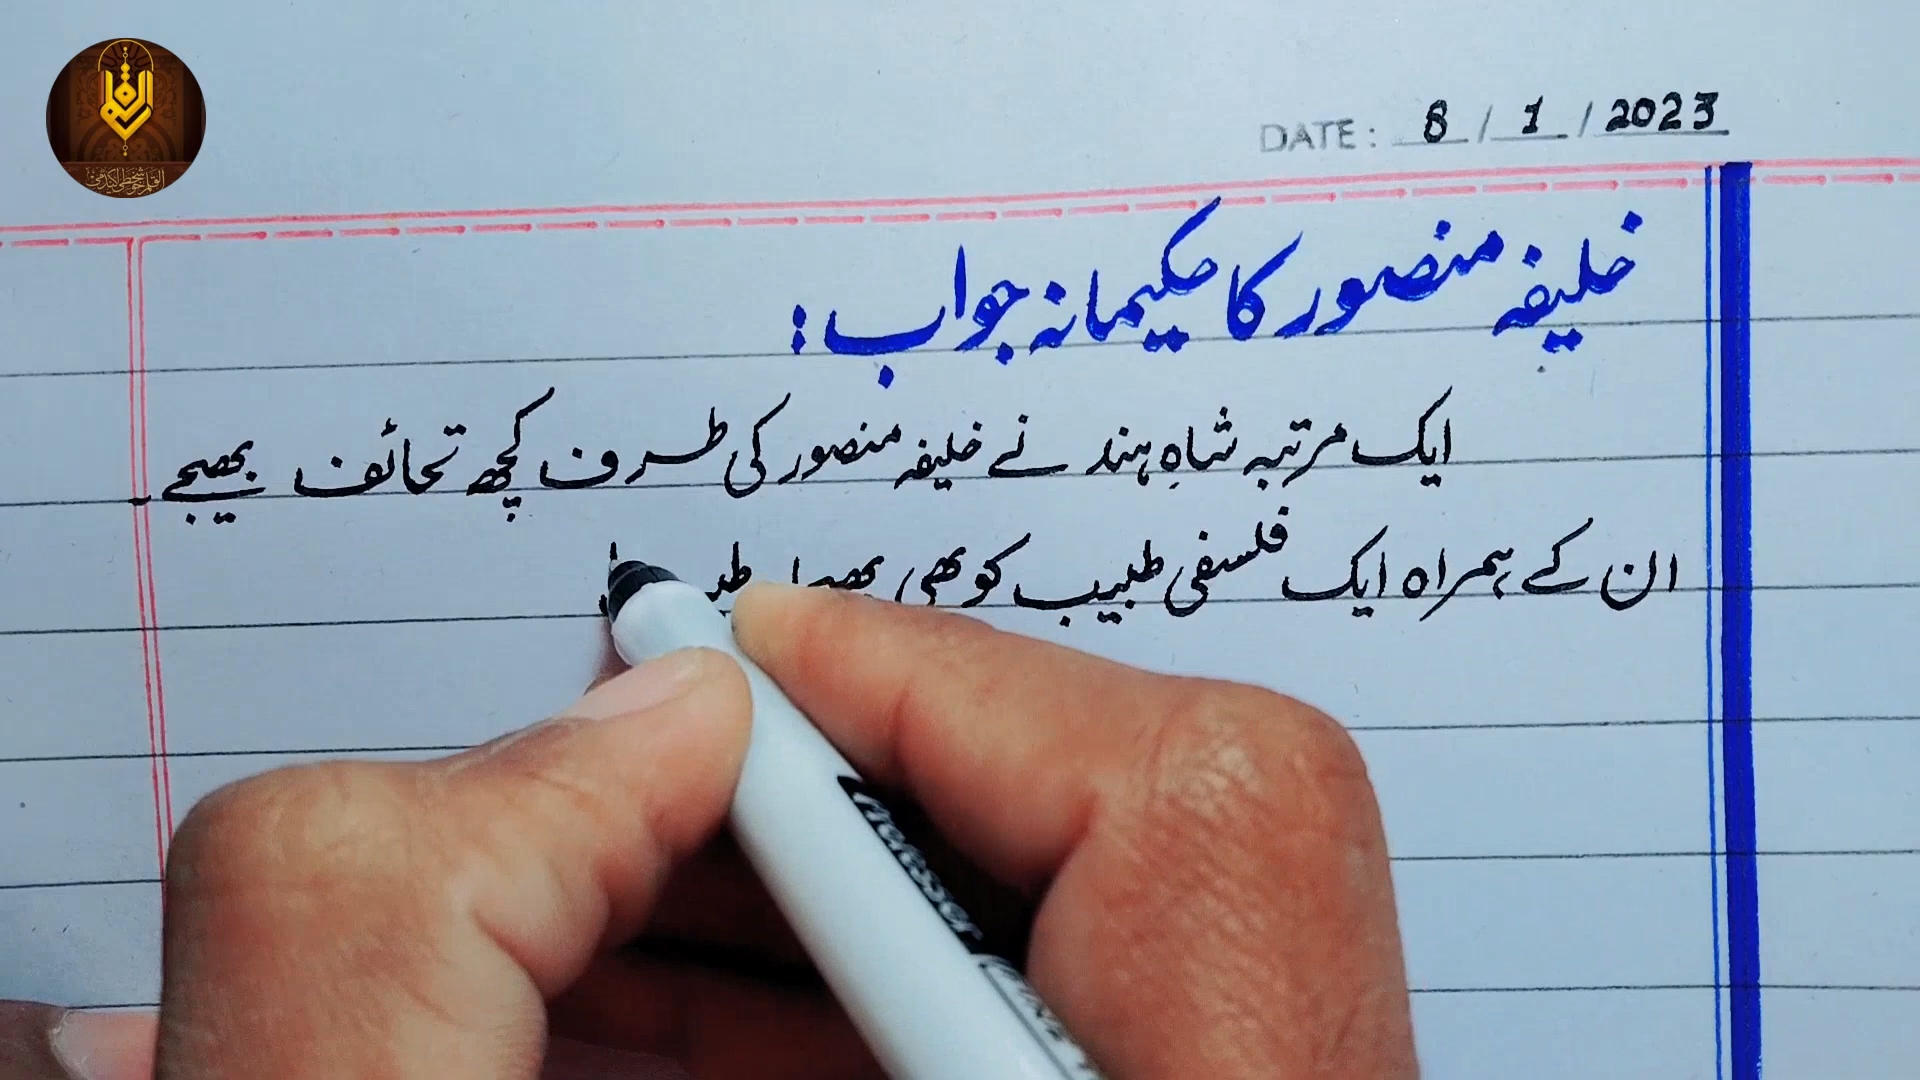 DATE: 8/1/2023
خلیفہ منصور کا حکیمانہ جواب:
ایک مرتبہ شاہِ ہند نے خلیفہ منصور کی طرف کچھ تحائف بھیجے۔
ان کے ہمراہ ایک فلسفی طبیب کو بھی